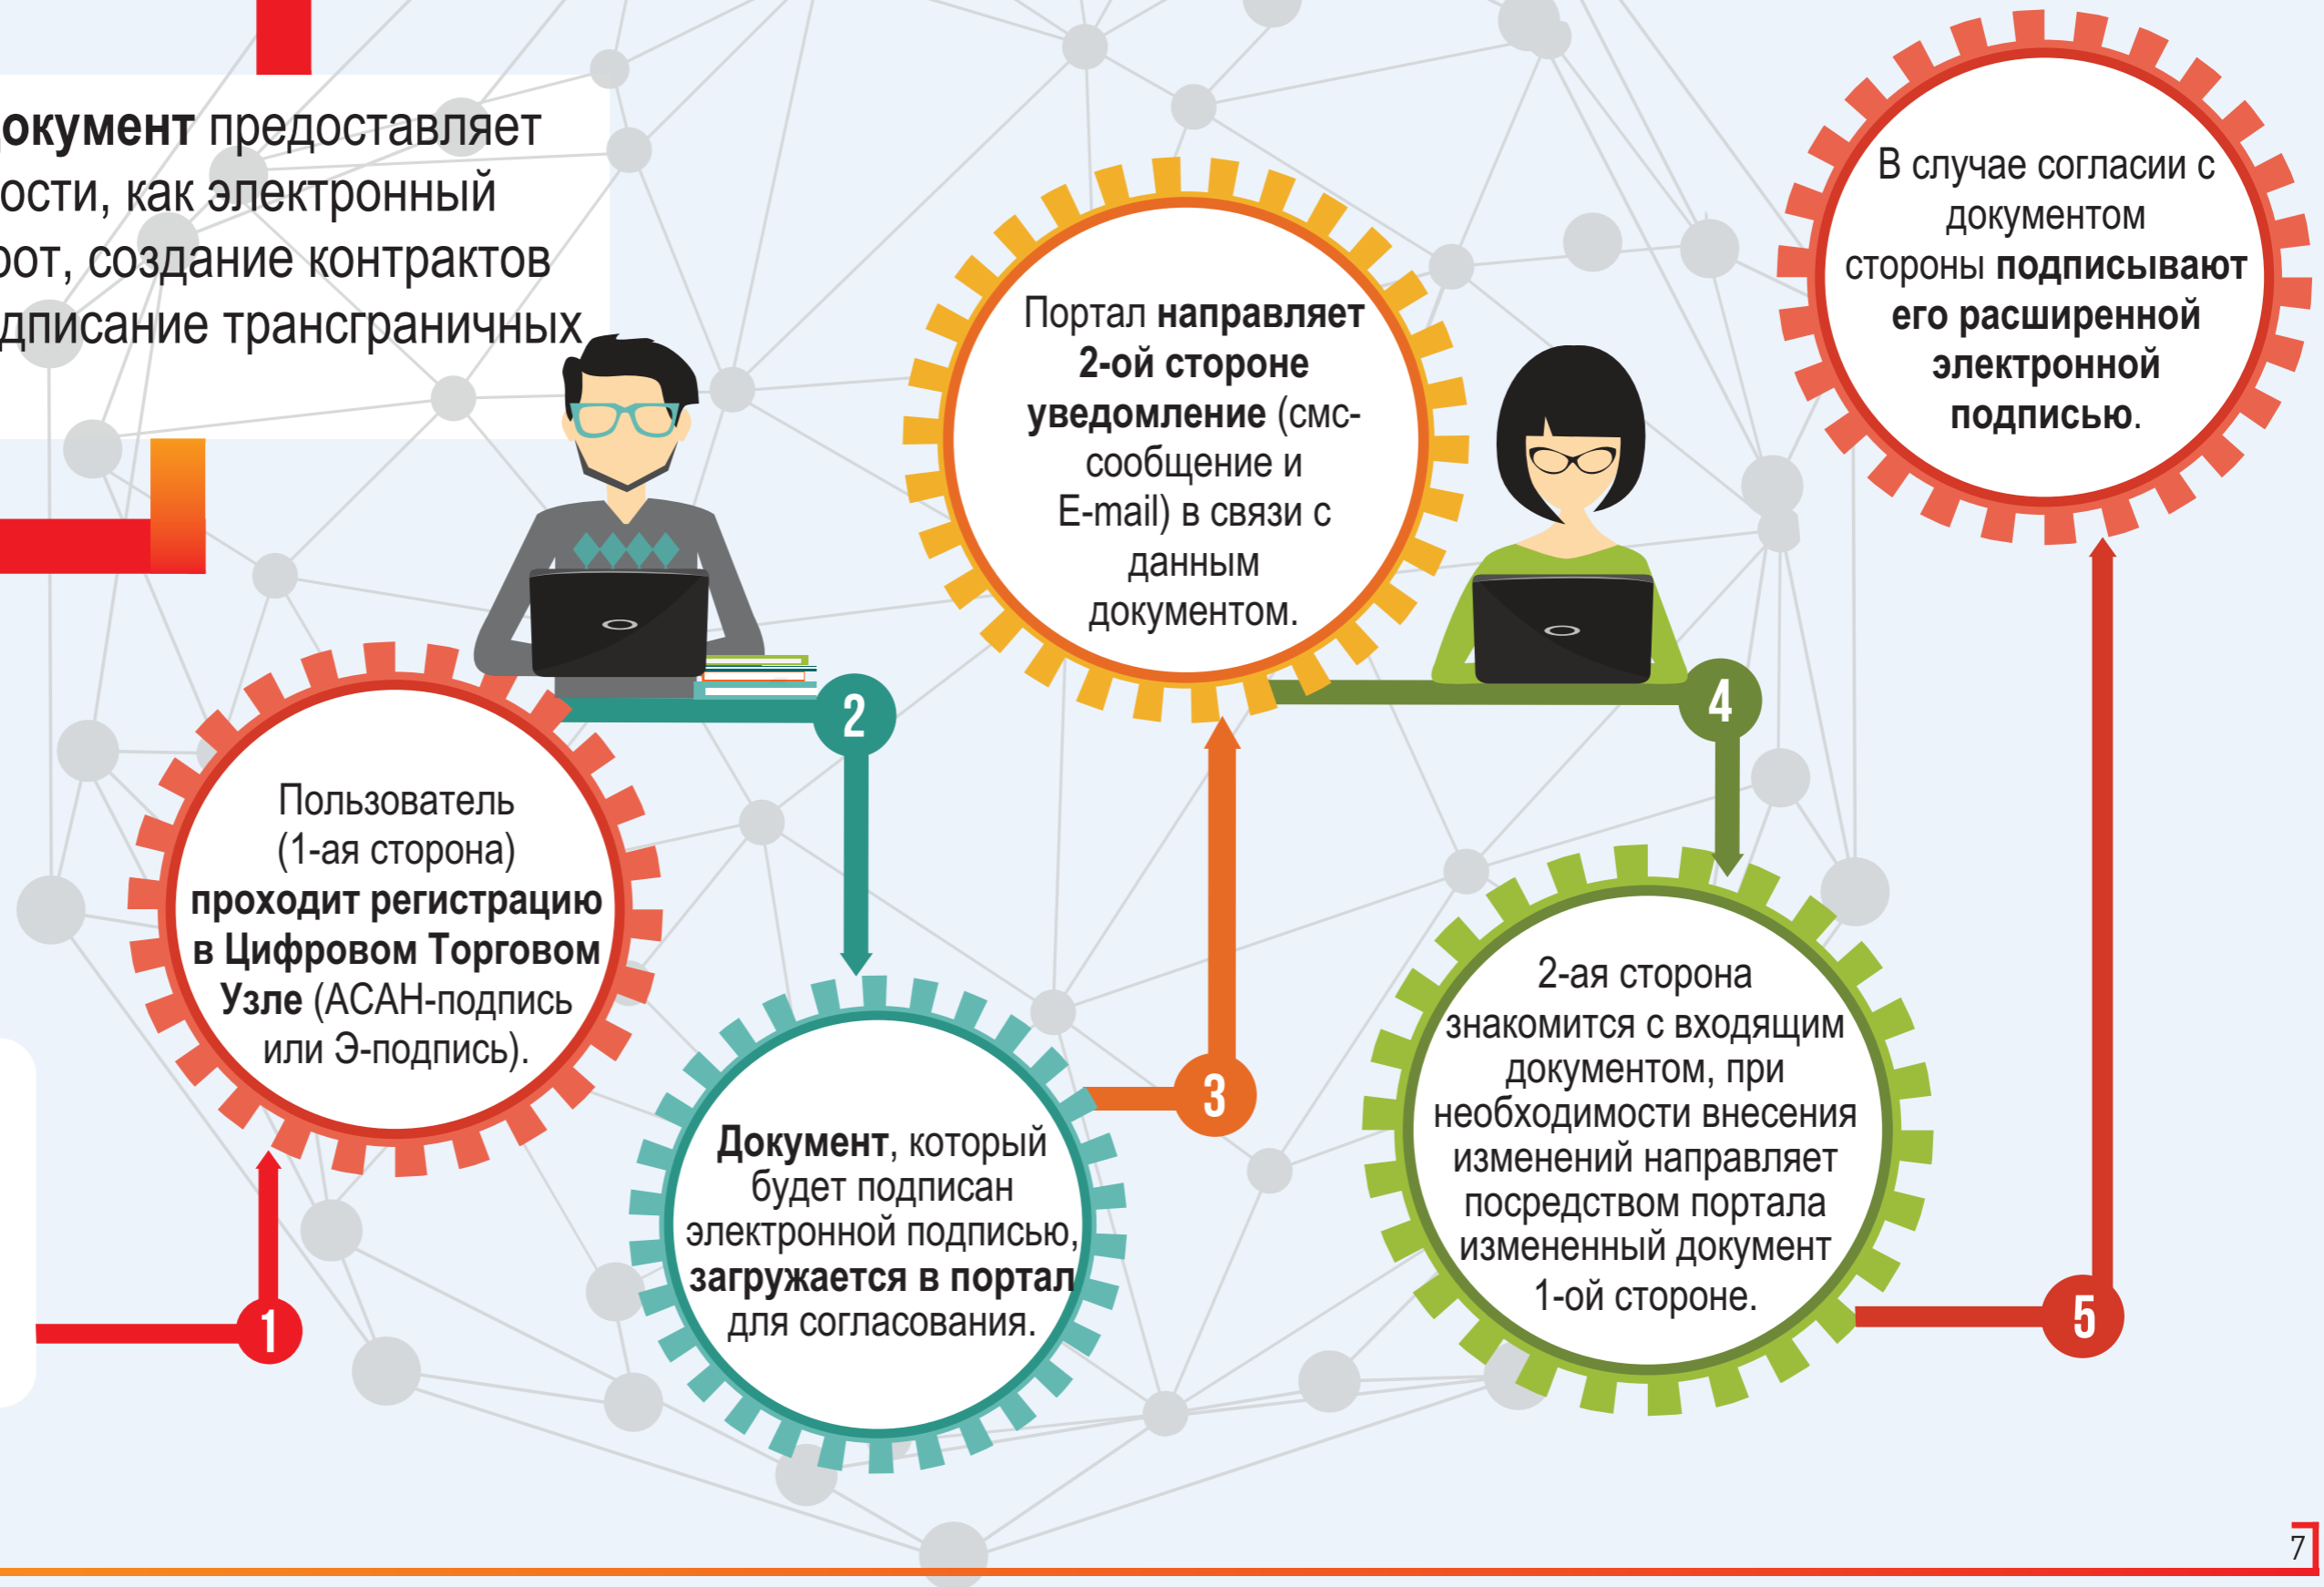 окумент предоставляет
ости, как электронный
рот, создание контрактов
дписание трансграничных
1
Пользователь
(1-ая сторона)
проходит регистрацию
в Цифровом Торговом
Узле (АСАН-подпись
или Э-подпись).
2
Документ, который
будет подписан
электронной подписью,
загружается в портал
для согласования.
3
Портал направляет
2-ой стороне
уведомление (смс-
сообщение и
E-mail) в связи с
данным
документом.
4
2-ая сторона
знакомится с входящим
документом, при
необходимости внесения
изменений направляет
посредством портала
измененный документ
1-ой стороне.
5
В случае согласии с
документом
стороны подписывают
его расширенной
электронной
подписью.
7